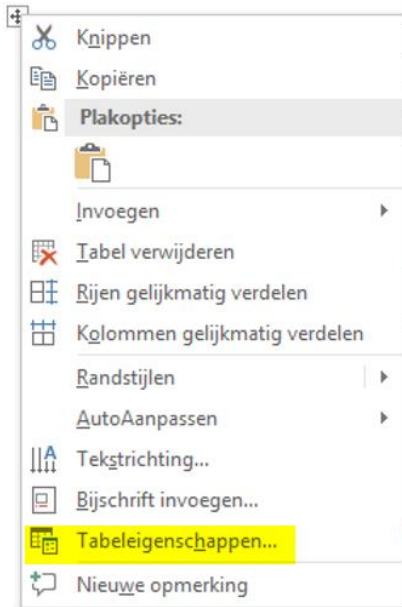 Knippen
Kopiëren
Plakopties:
Invoegen
Tabel verwijderen
Rijen gelijkmatig verdelen
Kolommen gelijkmatig verdelen
Randstijlen
AutoAanpassen
Tekstrichting...
Bijschrift invoegen...
Tabeleigenschappen...
Nieuwe opmerking